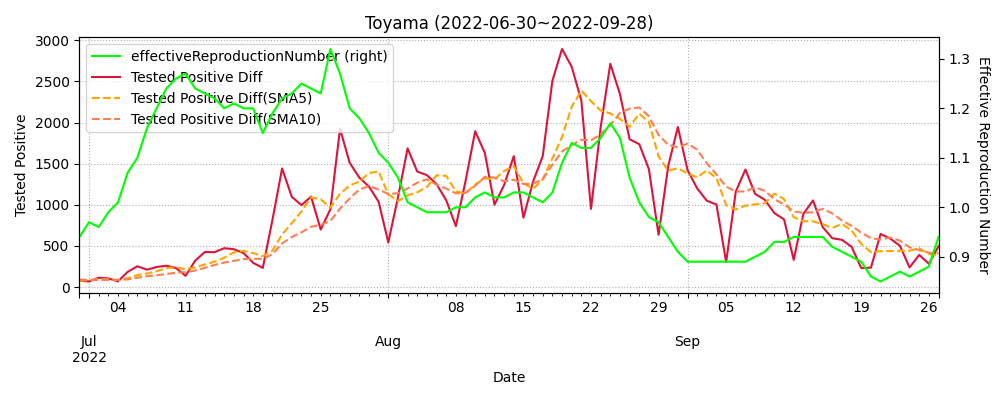 Toyama (2022-06-30~2022-09-28)
effectiveReproductionNumber (right)
Tested Positive Diff
Tested Positive Diff(SMA5)
Tested Positive Diff(SMA10)
Tested Positive
3000
2500
2000
1500
1000
500
0
Effective Reproduction Number
1.3
1.2
1.1
1.0
0.9
04 11 18 25 08 15 22 29 05 12 19 26
Jul Aug Sep
2022
Date